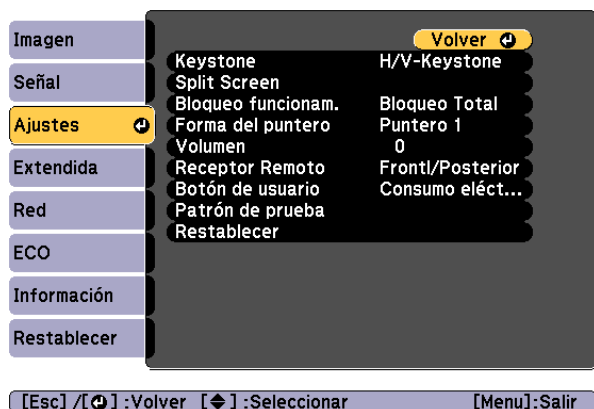 Imagen
Señal
Ajustes
Extendida
Red
ECO
Información
Restablecer
Volver
Keystone H/V-Keystone
Split Screen
Bloqueo funcionam. Bloqueo Total
Forma del puntero Puntero 1
Volumen 0
Receptor Remoto Frontl/Posterior
Botón de usuario Consumo eléct...
Patrón de prueba
Restablecer
[Esc] /[⏎] :Volver [◆] :Seleccionar [Menu]:Salir